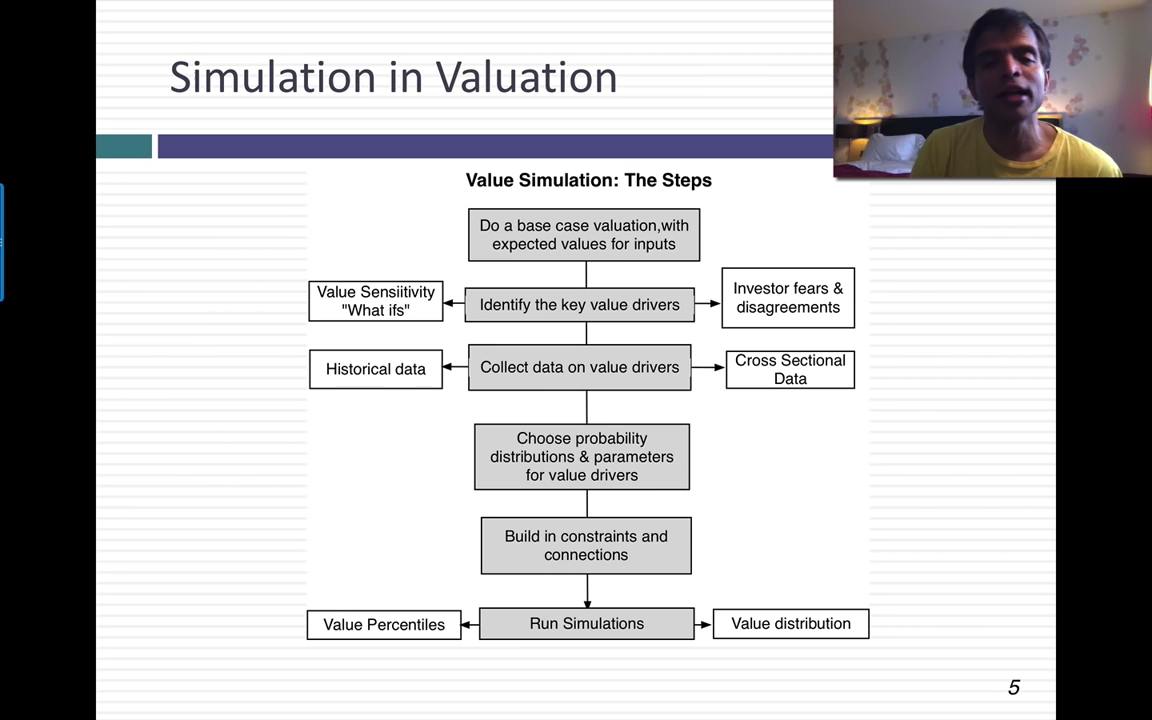 Simulation in Valuation
Value Simulation: The Steps
Do a base case valuation,with
expected values for inputs
Value Sensiitivity
"What ifs"
Identify the key value drivers
Investor fears &
disagreements
Historical data
Collect data on value drivers
Cross Sectional
Data
Choose probability
distributions & parameters
for value drivers
Build in constraints and
connections
Value Percentiles
Run Simulations
Value distribution
5